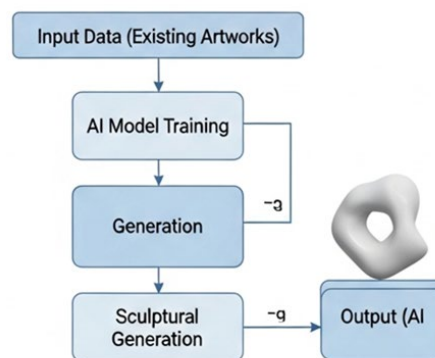 Input Data (Existing Artworks)
AI Model Training
Generation
Sculptural
Generation
Output (AI